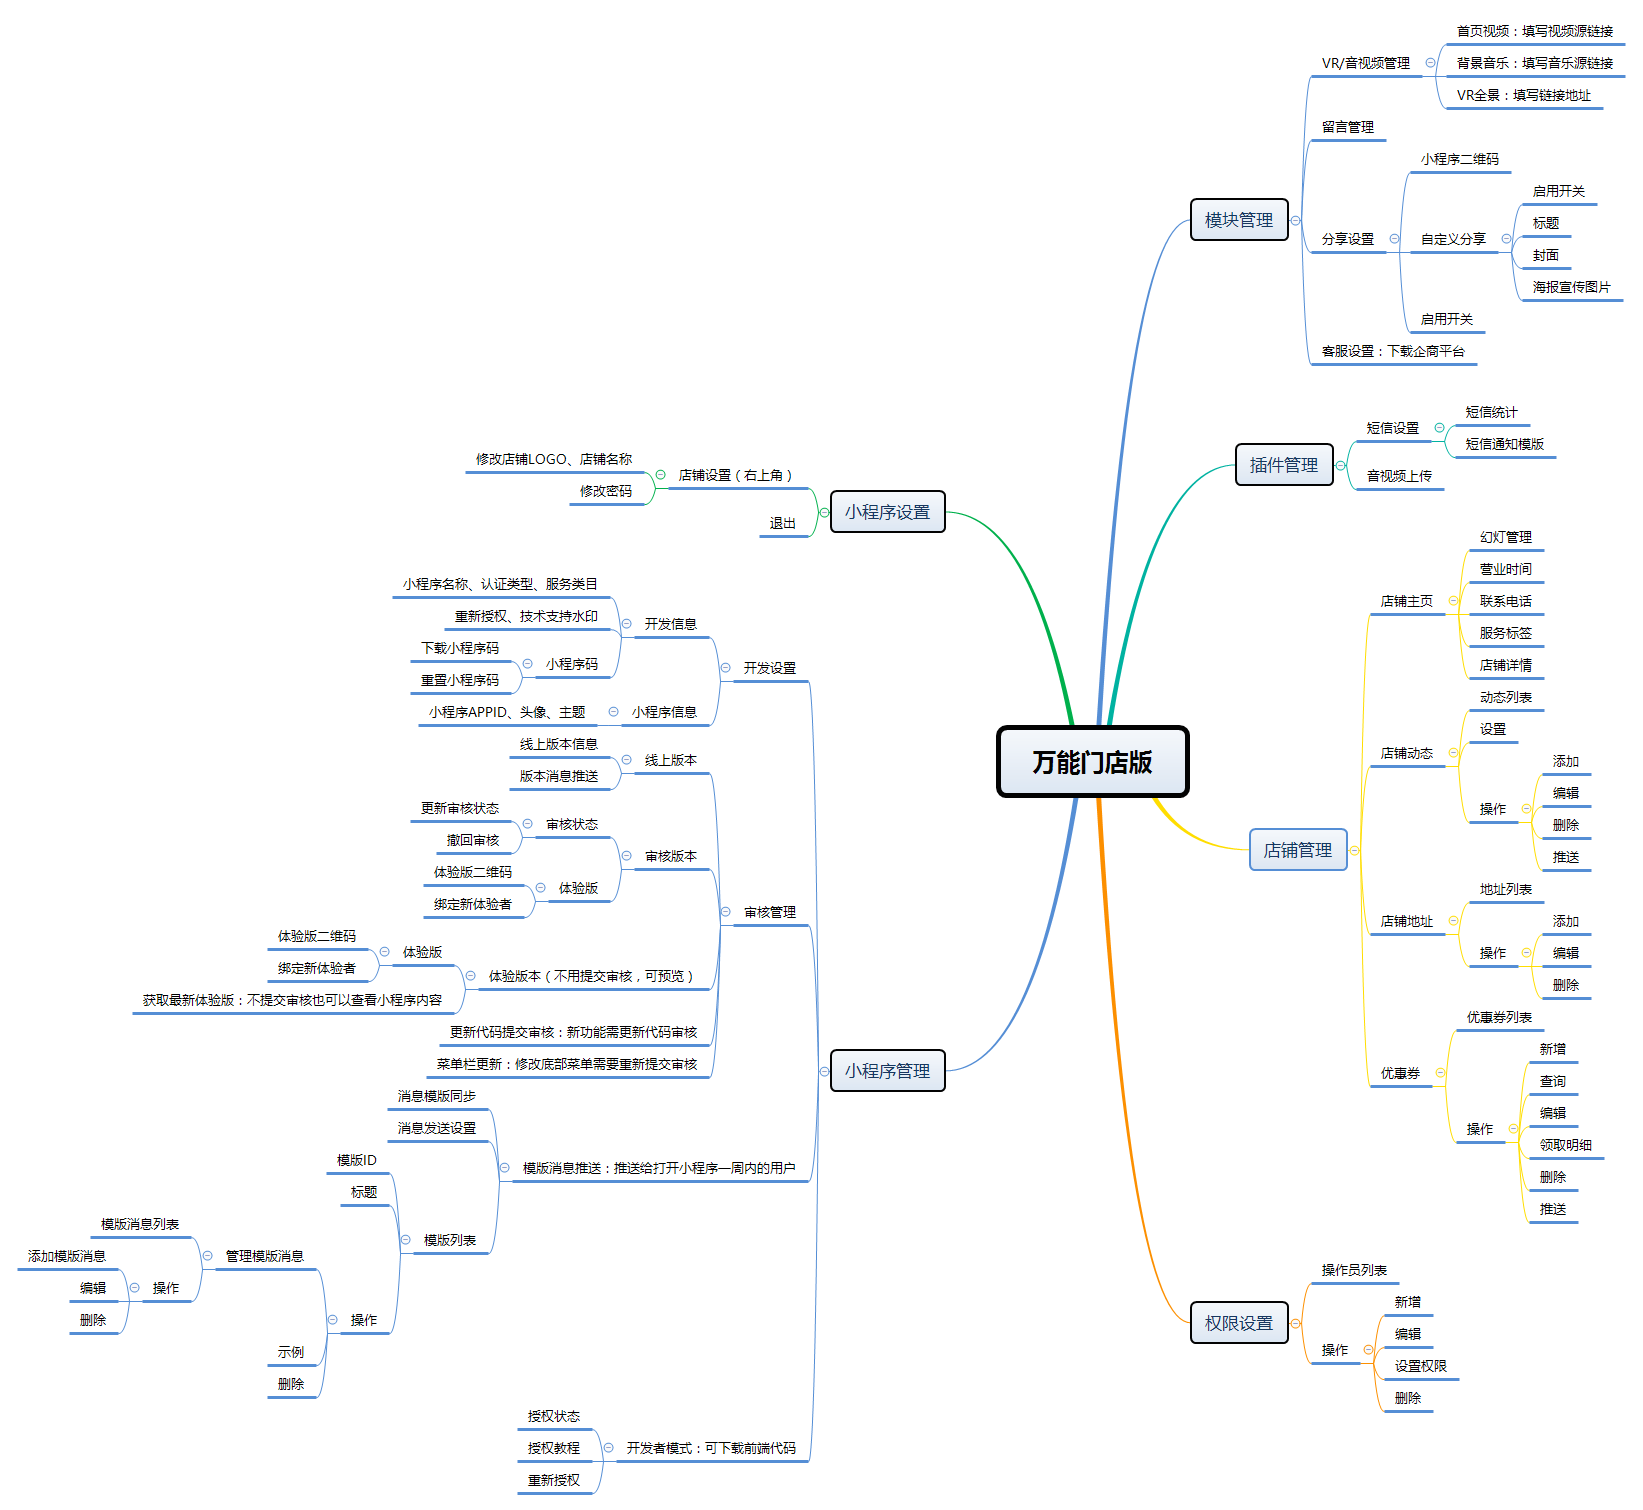 万能门店版
模块管理
VR/音视频管理
首页视频：填写视频源链接
背景音乐：填写音乐源链接
VR全景：填写链接地址
留言管理
分享设置
小程序二维码
自定义分享
启用开关
标题
封面
海报宣传图片
启用开关
客服设置：下载企商平台
插件管理
短信设置
短信统计
短信通知模版
音视频上传
店铺管理
店铺主页
幻灯管理
营业时间
联系电话
服务标签
店铺详情
店铺动态
动态列表
设置
操作
添加
编辑
删除
推送
店铺地址
地址列表
操作
添加
编辑
删除
优惠券
优惠券列表
操作
新增
查询
编辑
领取明细
删除
推送
权限设置
操作员列表
操作
新增
编辑
设置权限
删除
小程序设置
店铺设置（右上角）
修改店铺LOGO、店铺名称
修改密码
退出
小程序管理
开发设置
开发信息
小程序名称、认证类型、服务类目
重新授权、技术支持水印
小程序码
下载小程序码
重置小程序码
小程序信息
小程序APPID、头像、主题
审核管理
线上版本
线上版本信息
版本消息推送
审核版本
审核状态
更新审核状态
撤回审核
体验版
体验版二维码
绑定新体验者
体验版本（不用提交审核，可预览）
体验版
体验版二维码
绑定新体验者
获取最新体验版：不提交审核也可以查看小程序内容
更新代码提交审核：新功能需更新代码审核
菜单栏更新：修改底部菜单需要重新提交审核
模版消息推送：推送给打开小程序一周内的用户
消息模版同步
消息发送设置
模版列表
模版ID
标题
操作
管理模版消息
模版消息列表
操作
添加模版消息
编辑
删除
示例
删除
开发者模式：可下载前端代码
授权状态
授权教程
重新授权